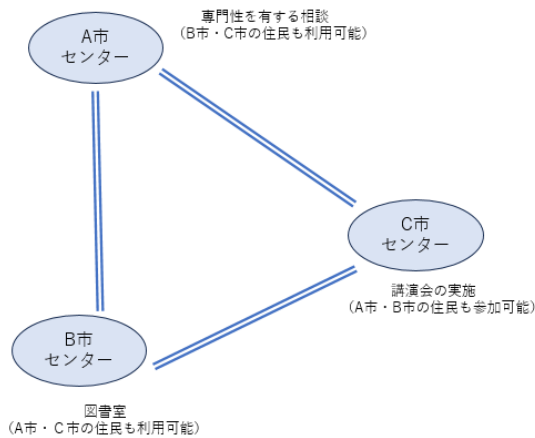 A市
センター
専門性を有する相談
（B市・C市の住民も利用可能）
C市
センター
講演会の実施
（A市・B市の住民も参加可能）
B市
センター
図書室
（A市・C市の住民も利用可能）